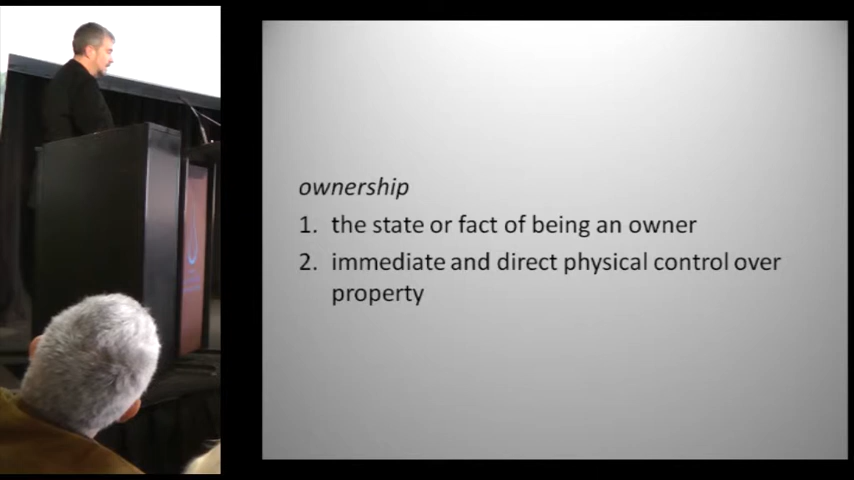 ownership
1. the state or fact of being an owner
2. immediate and direct physical control over
property